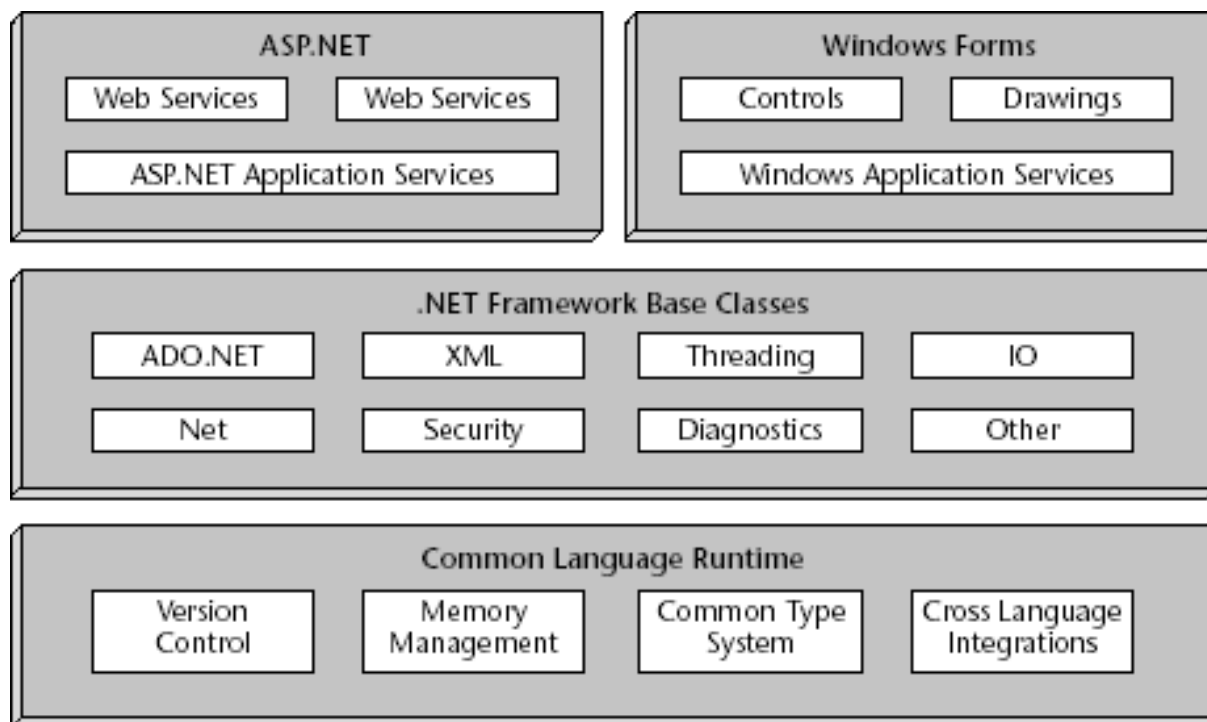 ASP.NET
Web Services
Web Services
ASP.NET Application Services
Windows Forms
Controls
Drawings
Windows Application Services
.NET Framework Base Classes
ADO.NET
XML
Threading
IO
Net
Security
Diagnostics
Other
Common Language Runtime
Version
Control
Memory
Management
Common Type
System
Cross Language
Integrations